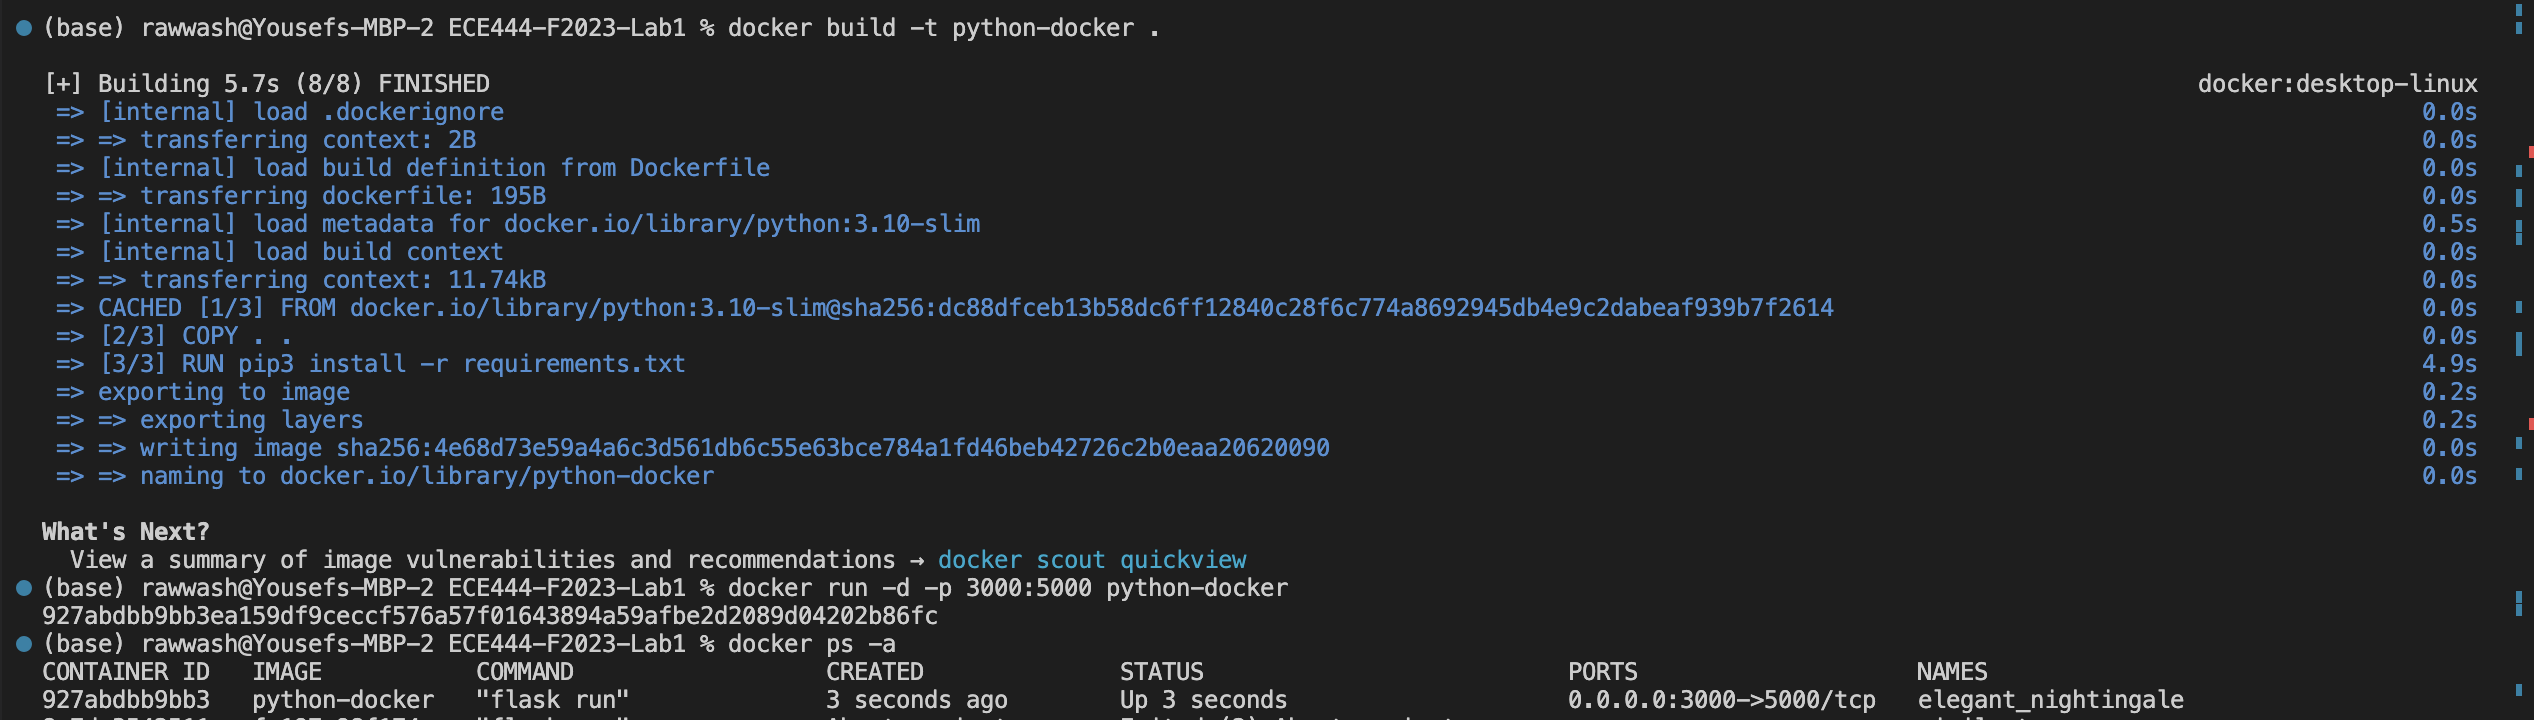 (base) rawwash@Yousefs-MBP-2 ECE444-F2023-Lab1 % docker build -t python-docker .
[+] Building 5.7s (8/8) FINISHED docker:desktop-linux
=> [internal] load .dockerignore 0.0s
=> => transferring context: 2B 0.0s
=> [internal] load build definition from Dockerfile 0.0s
=> => transferring dockerfile: 195B 0.0s
=> [internal] load metadata for docker.io/library/python:3.10-slim 0.5s
=> [internal] load build context 0.0s
=> => transferring context: 11.74kB 0.0s
=> CACHED [1/3] FROM docker.io/library/python:3.10-slim@sha256:dc88dfceb13b58dc6ff12840c28f6c774a8692945db4e9c2dabeaf939b7f2614 0.0s
=> [2/3] COPY . . 0.0s
=> [3/3] RUN pip3 install -r requirements.txt 4.9s
=> exporting to image 0.2s
=> => exporting layers 0.2s
=> => writing image sha256:4e68d73e59a4a6c3d561db6c55e63bce784a1fd46beb42726c2b0eaa20620090 0.0s
=> => naming to docker.io/library/python-docker 0.0s
What's Next?
View a summary of image vulnerabilities and recommendations → docker scout quickview
(base) rawwash@Yousefs-MBP-2 ECE444-F2023-Lab1 % docker run -d -p 3000:5000 python-docker
927abdbb9bb3ea159df9ceccf576a57f01643894a59afbe2d2089d04202b86fc
(base) rawwash@Yousefs-MBP-2 ECE444-F2023-Lab1 % docker ps -a
CONTAINER ID IMAGE COMMAND CREATED STATUS PORTS NAMES
927abdbb9bb3 python-docker "flask run" 3 seconds ago Up 3 seconds 0.0.0.0:3000->5000/tcp elegant_nightingale